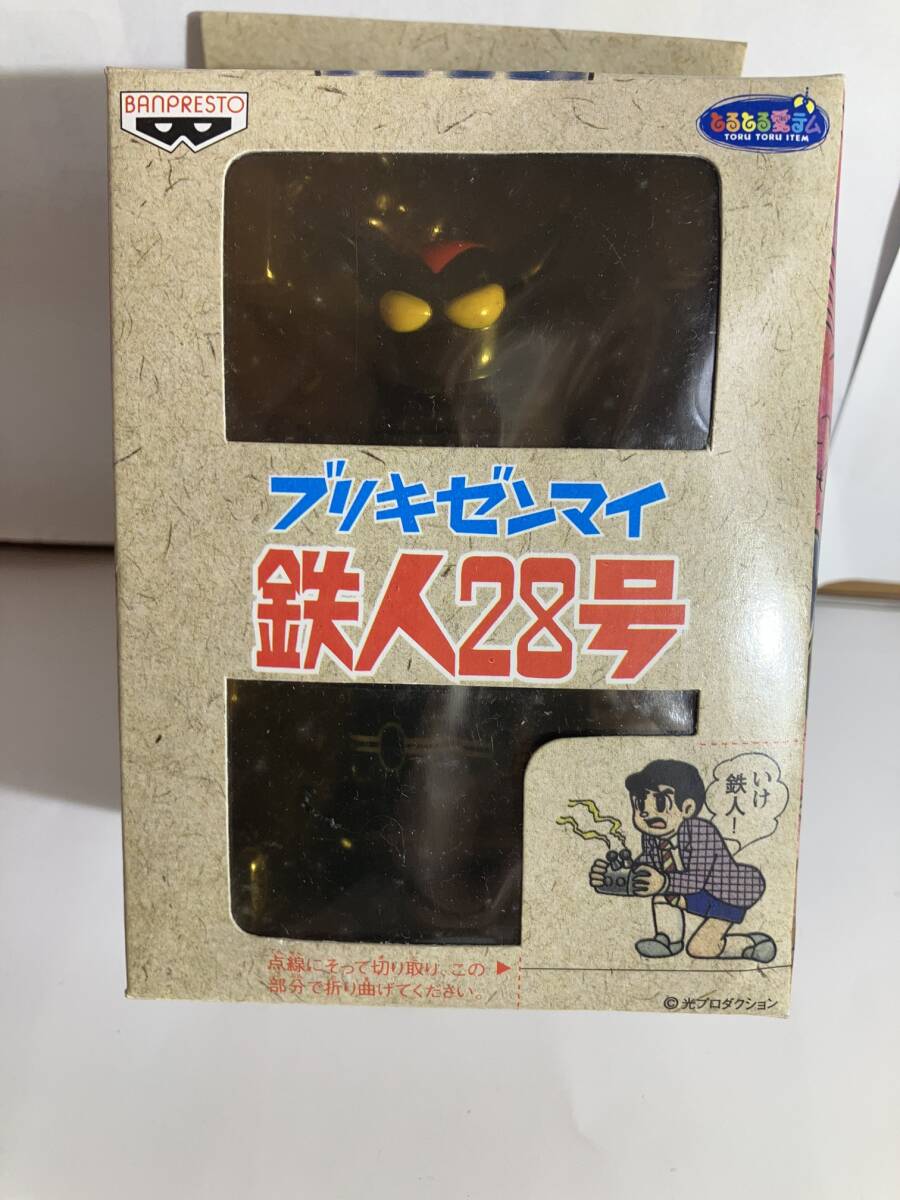 BANPRESTO
とるとる愛テム
TORU TORU ITEM
ブリキゼンマイ
鉄人28号
いけ
鉄人!
点線にそって切り取り、この
部分で折り曲げてください。
©光プロダクション